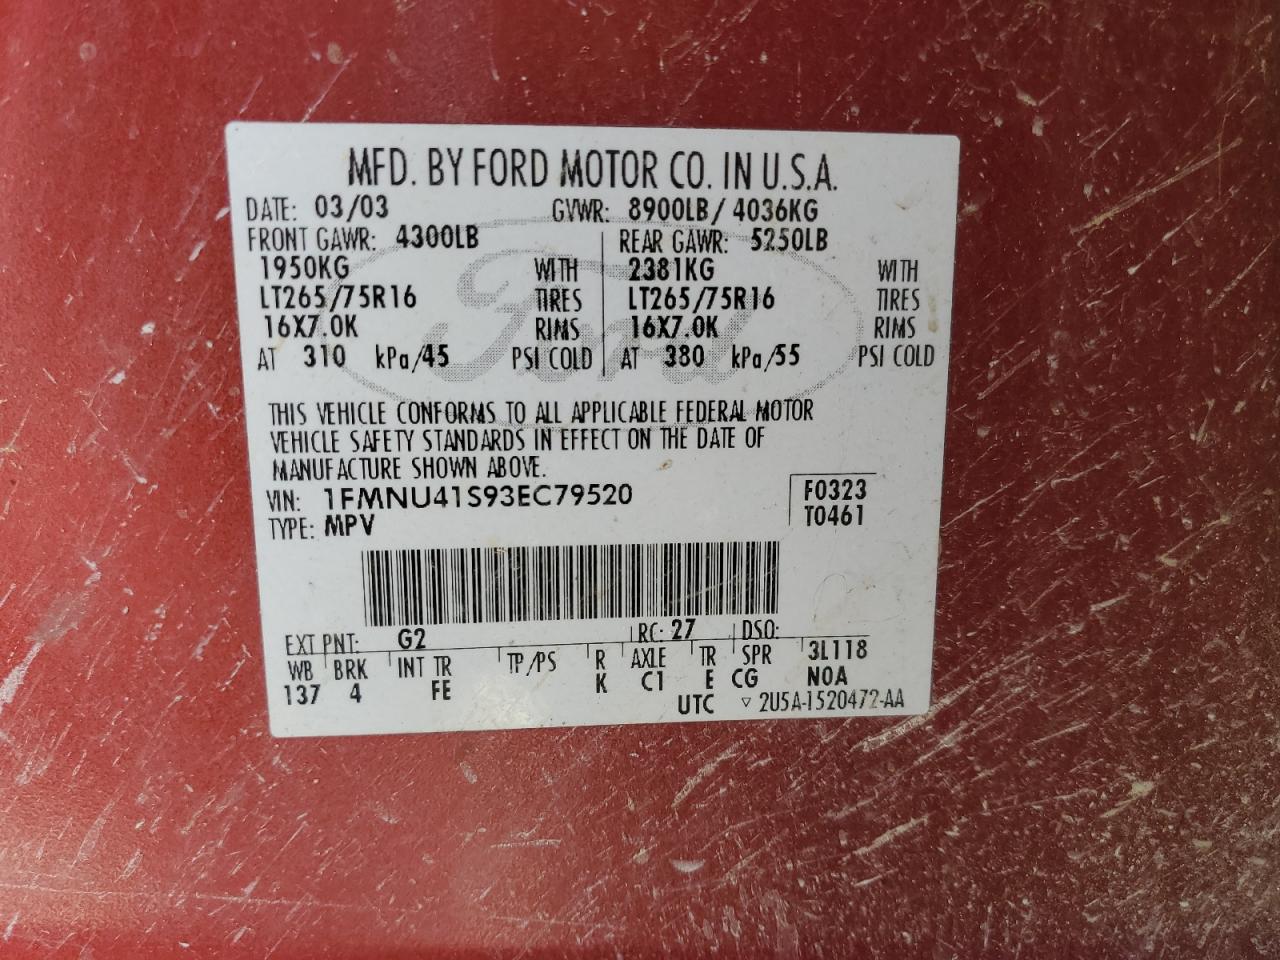 MFD. BY FORD MOTOR CO. IN U.S.A.
DATE: 03/03 GVWR: 8900LB/ 4036KG
FRONT GAWR: 4300LB REAR GAWR: 5250LB
1950KG WITH 2381KG WITH
LT265/75R16 TIRES LT265/75R16 TIRES
16X7.0K RIMS 16X7.0K RIMS
AT 310 kPa/45 PSI COLD AT 380 kPa/55 PSI COLD
Ford
THIS VEHICLE CONFORMS TO ALL APPLICABLE FEDERAL MOTOR
VEHICLE SAFETY STANDARDS IN EFFECT ON THE DATE OF
MANUFACTURE SHOWN ABOVE.
VIN: 1FMNU41S93EC79520 F0323
TYPE: MPV T0461
EXT PNT: G2 RC: 27 DSO:
WB BRK INT TR TP/PS R AXLE TR SPR 3L118
137 4 FE K C1 E CG N0A
UTC ▽ 2U5A-1520472-AA